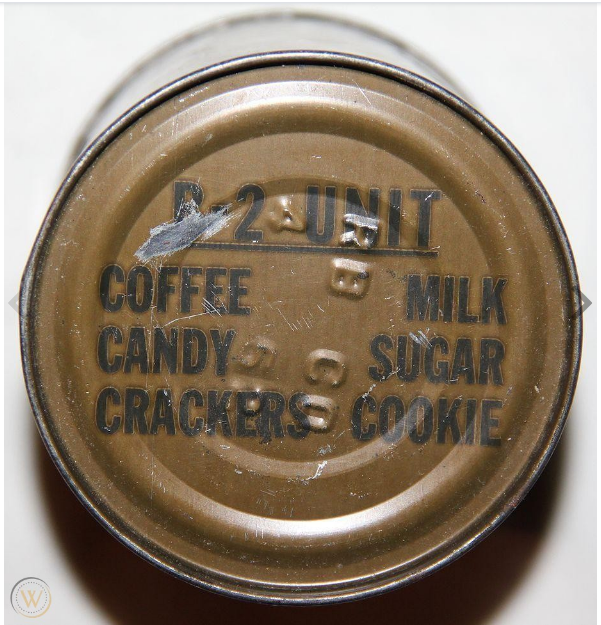 B-2 UNIT
COFFEE MILK
CANDY SUGAR
CRACKERS COOKIE
W